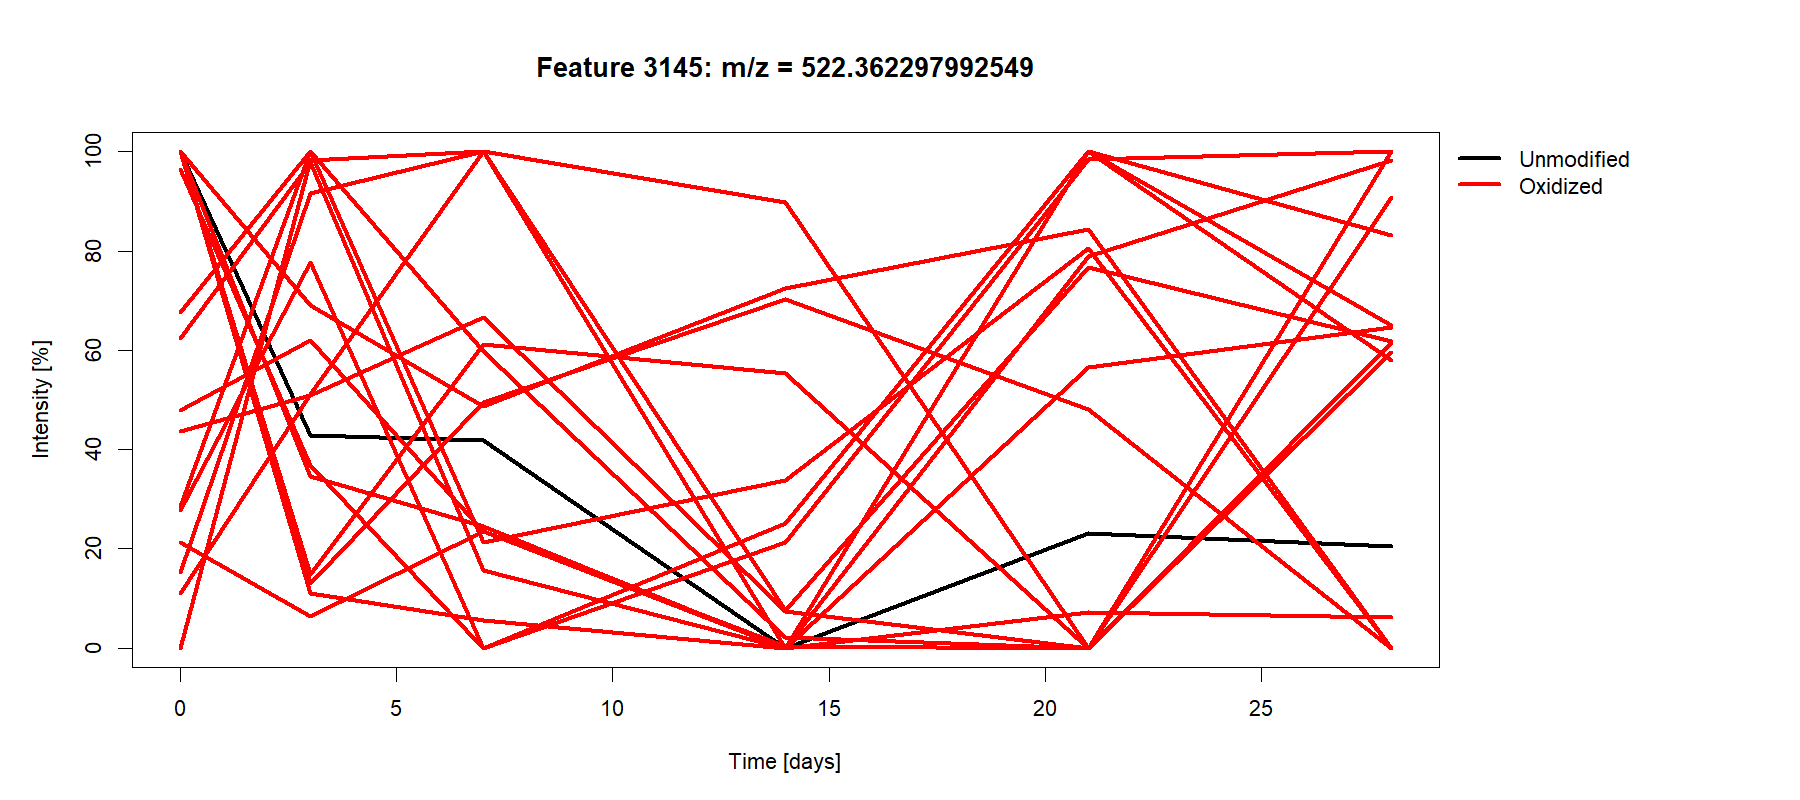 Feature 3145: m/z = 522.362297992549
Unmodified
Oxidized
Intensity [%]
100
80
60
40
20
0
0 5 10 15 20 25
Time [days]